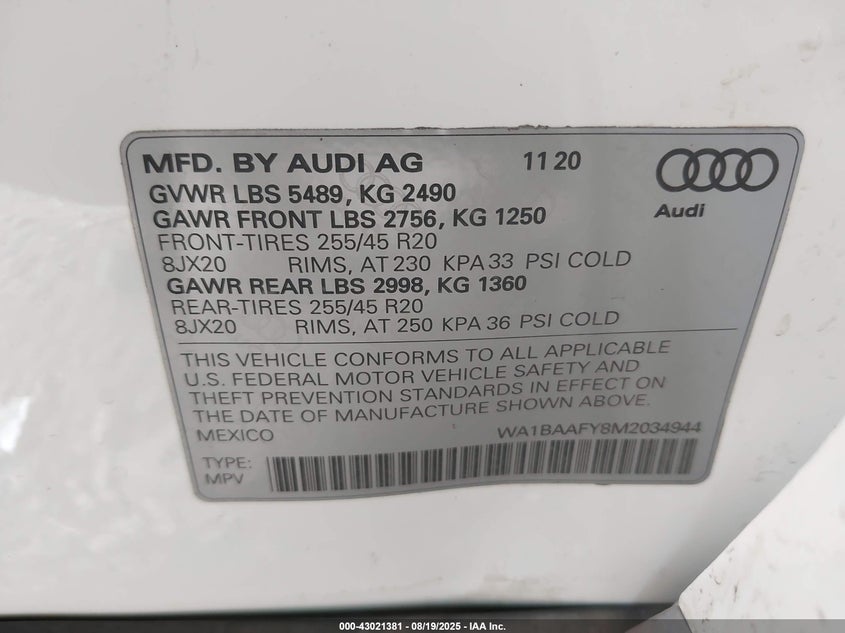 MFD. BY AUDI AG 11 20
GVWR LBS 5489, KG 2490
GAWR FRONT LBS 2756, KG 1250
Audi
FRONT-TIRES 255/45 R20
8JX20 RIMS, AT 230 KPA 33 PSI COLD
GAWR REAR LBS 2998, KG 1360
REAR-TIRES 255/45 R20
8JX20 RIMS, AT 250 KPA 36 PSI COLD
THIS VEHICLE CONFORMS TO ALL APPLICABLE
U.S. FEDERAL MOTOR VEHICLE SAFETY AND
THEFT PREVENTION STANDARDS IN EFFECT ON
THE DATE OF MANUFACTURE SHOWN ABOVE.
MEXICO WA1BAAFY8M2034944
TYPE:
MPV
000-43021381 - 08/19/2025 - IAA Inc.